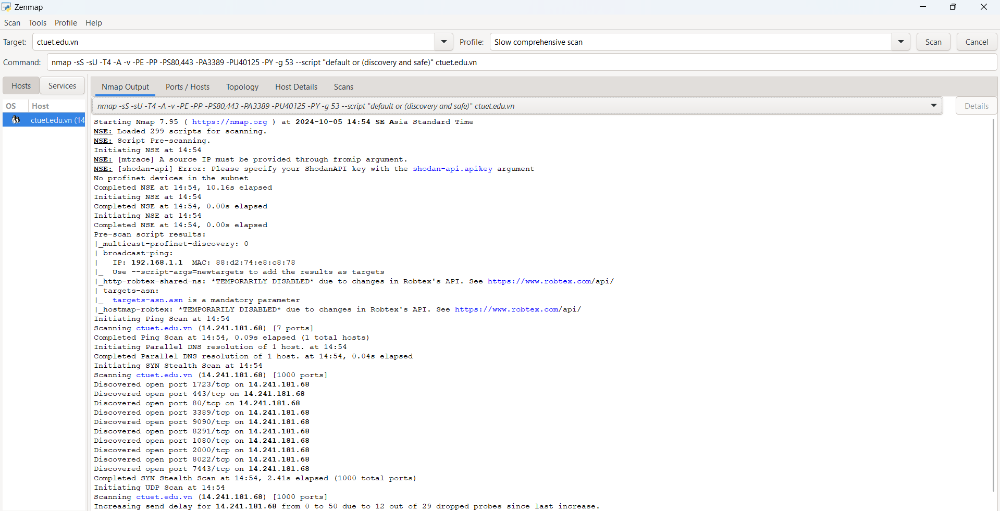 Zenmap
Scan Tools Profile Help
Target: ctuet.edu.vn Profile: Slow comprehensive scan Scan Cancel
Command: nmap -sS -sU -T4 -A -v -PE -PP -PS80,443 -PA3389 -PU40125 -PY -g 53 --script "default or (discovery and safe)" ctuet.edu.vn
Hosts Services
Nmap Output Ports / Hosts Topology Host Details Scans
OS Host
ctuet.edu.vn (14
nmap -sS -sU -T4 -A -v -PE -PP -PS80,443 -PA3389 -PU40125 -PY -g 53 --script "default or (discovery and safe)" ctuet.edu.vn Details
Starting Nmap 7.95 ( https://nmap.org ) at 2024-10-05 14:54 SE Asia Standard Time
NSE: Loaded 299 scripts for scanning.
NSE: Script Pre-scanning.
Initiating NSE at 14:54
NSE: [mtrace] A source IP must be provided through fromip argument.
NSE: [shodan-api] Error: Please specify your ShodanAPI key with the shodan-api.apikey argument
No profinet devices in the subnet
Completed NSE at 14:54, 10.16s elapsed
Initiating NSE at 14:54
Completed NSE at 14:54, 0.00s elapsed
Initiating NSE at 14:54
Completed NSE at 14:54, 0.00s elapsed
Pre-scan script results:
|_multicast-profinet-discovery: 0
| broadcast-ping:
|   IP: 192.168.1.1  MAC: 88:d2:74:e8:c8:78
|_  Use --script-args=newtargets to add the results as targets
|_http-robtex-shared-ns: *TEMPORARILY DISABLED* due to changes in Robtex's API. See https://www.robtex.com/api/
| targets-asn:
|_  targets-asn.asn is a mandatory parameter
|_hostmap-robtex: *TEMPORARILY DISABLED* due to changes in Robtex's API. See https://www.robtex.com/api/
Initiating Ping Scan at 14:54
Scanning ctuet.edu.vn (14.241.181.68) [7 ports]
Completed Ping Scan at 14:54, 0.09s elapsed (1 total hosts)
Initiating Parallel DNS resolution of 1 host. at 14:54
Completed Parallel DNS resolution of 1 host. at 14:54, 0.04s elapsed
Initiating SYN Stealth Scan at 14:54
Scanning ctuet.edu.vn (14.241.181.68) [1000 ports]
Discovered open port 1723/tcp on 14.241.181.68
Discovered open port 443/tcp on 14.241.181.68
Discovered open port 80/tcp on 14.241.181.68
Discovered open port 3389/tcp on 14.241.181.68
Discovered open port 9090/tcp on 14.241.181.68
Discovered open port 8291/tcp on 14.241.181.68
Discovered open port 1080/tcp on 14.241.181.68
Discovered open port 2000/tcp on 14.241.181.68
Discovered open port 8022/tcp on 14.241.181.68
Discovered open port 7443/tcp on 14.241.181.68
Completed SYN Stealth Scan at 14:54, 2.41s elapsed (1000 total ports)
Initiating UDP Scan at 14:54
Scanning ctuet.edu.vn (14.241.181.68) [1000 ports]
Increasing send delay for 14.241.181.68 from 0 to 50 due to 12 out of 29 dropped probes since last increase.